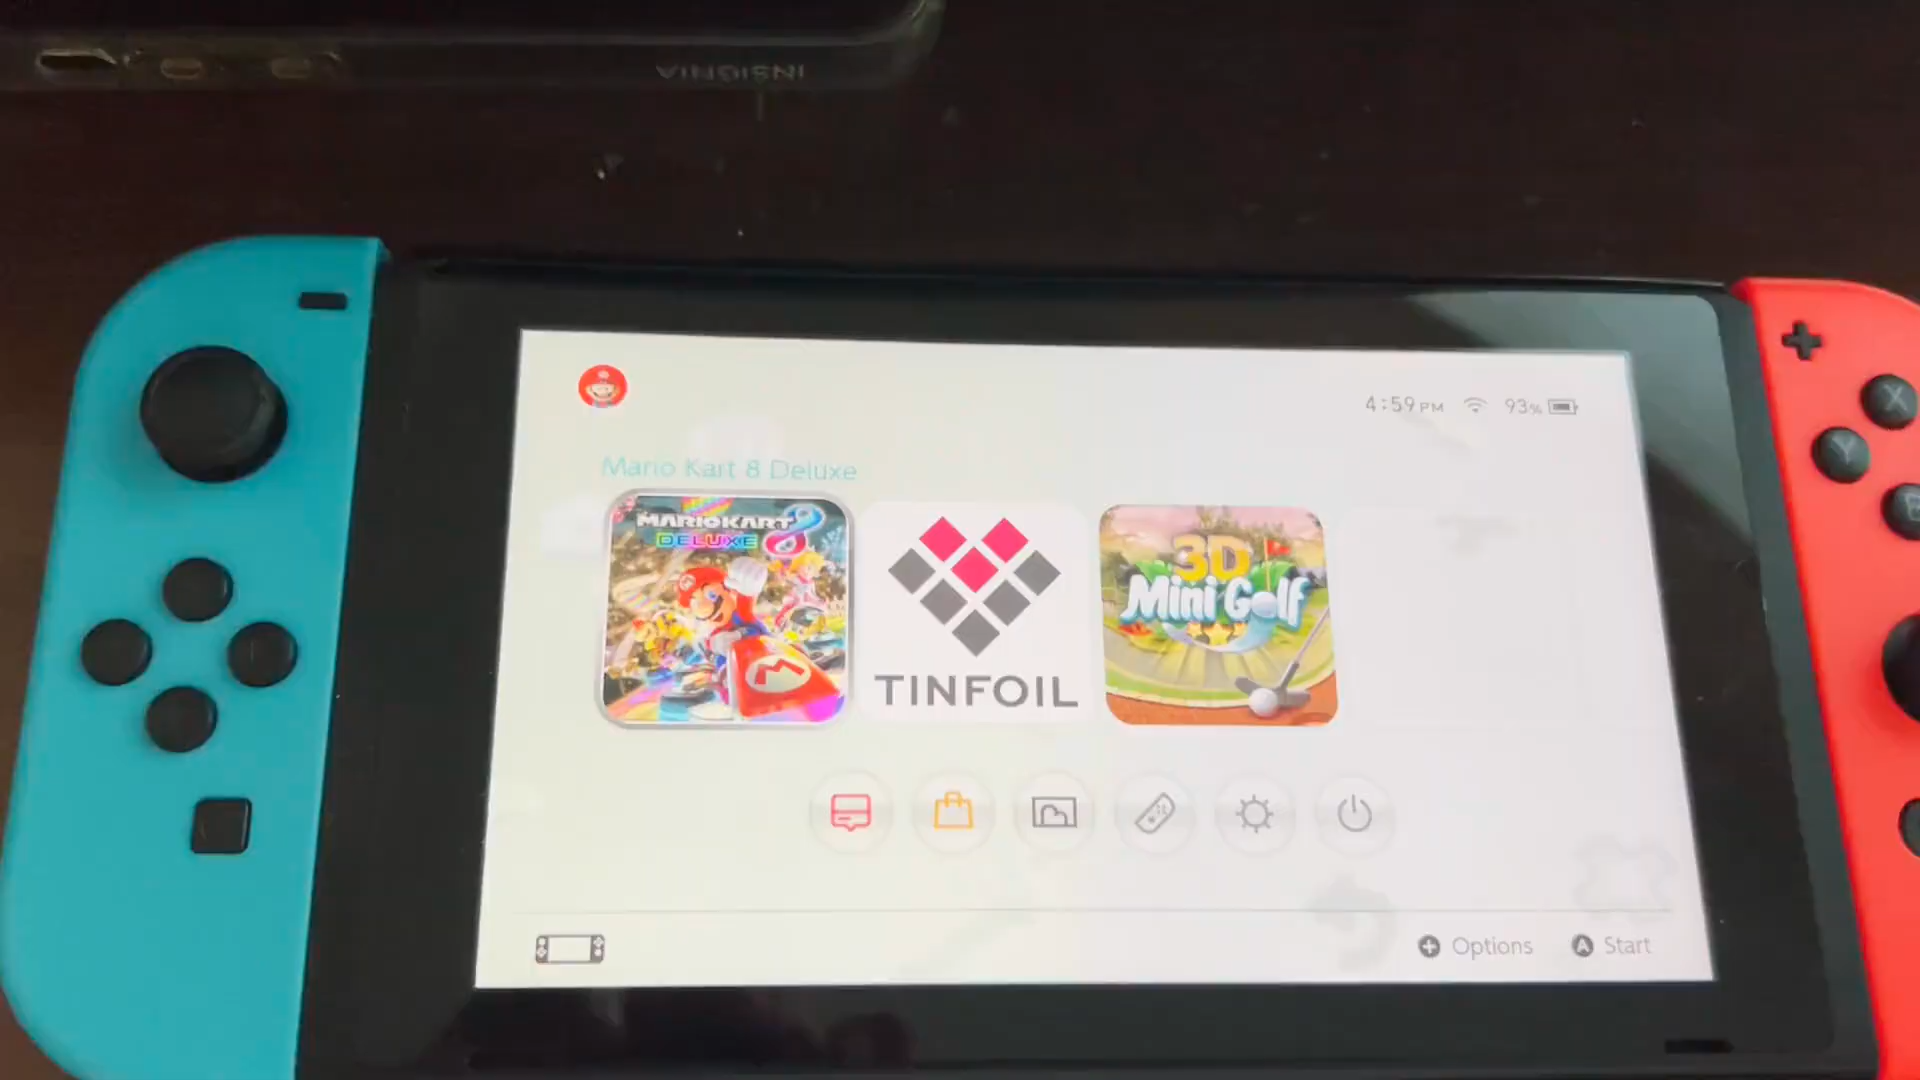 INSIGNIA
4:59 PM
93%
Mario Kart 8 Deluxe
MARIOKART 8
DELUXE
M
TINFOIL
3D
Mini Golf
X
Y
B
Options
A Start